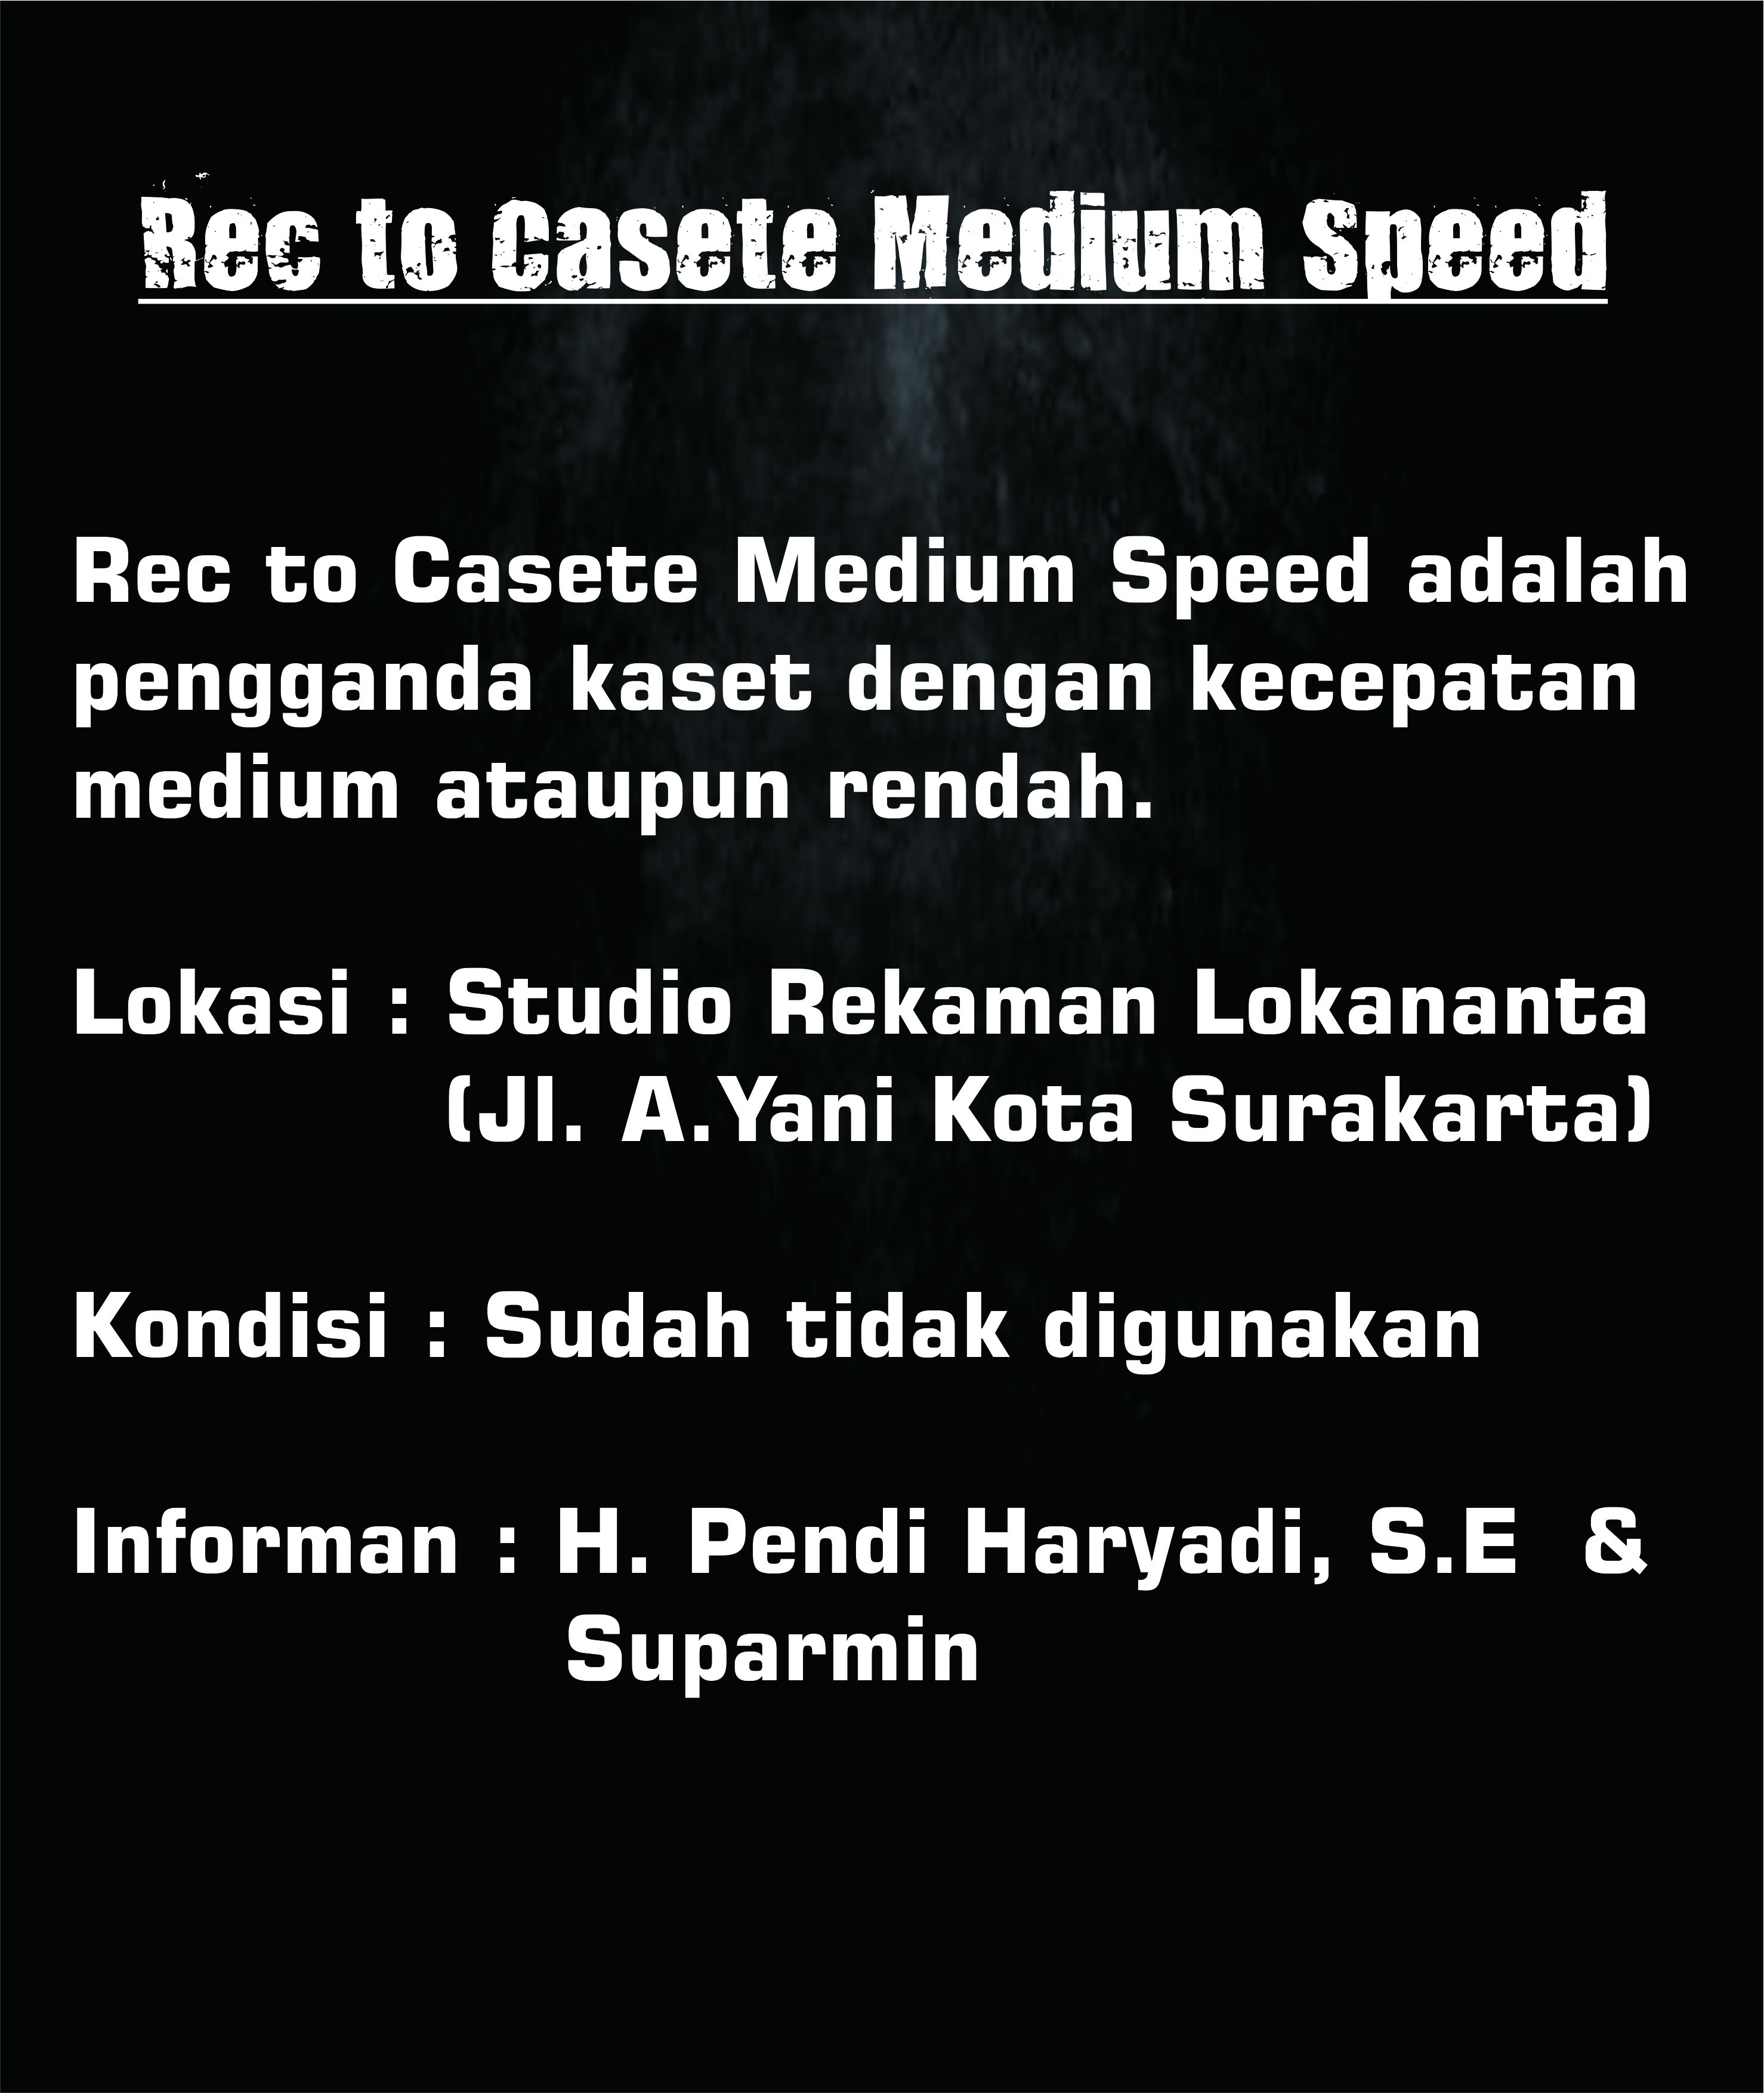 Rec to Casete Medium Speed
Rec to Casete Medium Speed adalah
pengganda kaset dengan kecepatan
medium ataupun rendah.
Lokasi : Studio Rekaman Lokananta
(Jl. A.Yani Kota Surakarta)
Kondisi : Sudah tidak digunakan
Informan : H. Pendi Haryadi, S.E &
Suparmin